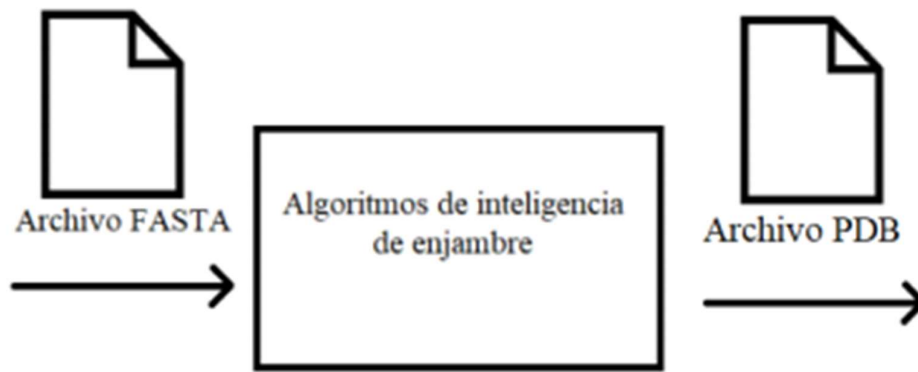 Archivo FASTA
Algoritmos de inteligencia
de enjambre
Archivo PDB